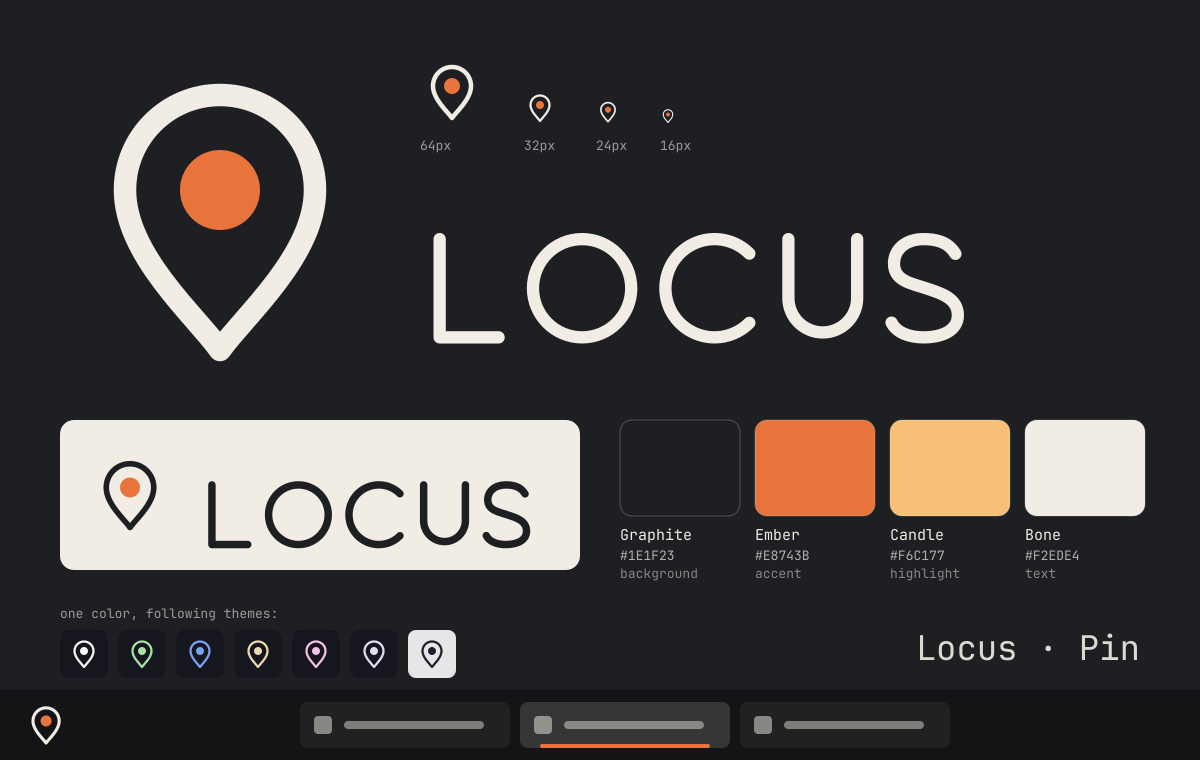 64px
32px
24px
16px
LOCUS
LOCUS
Graphite
#1E1F23
background
Ember
#E8743B
accent
Candle
#F6C177
highlight
Bone
#F2EDE4
text
one color, following themes:
Locus · Pin